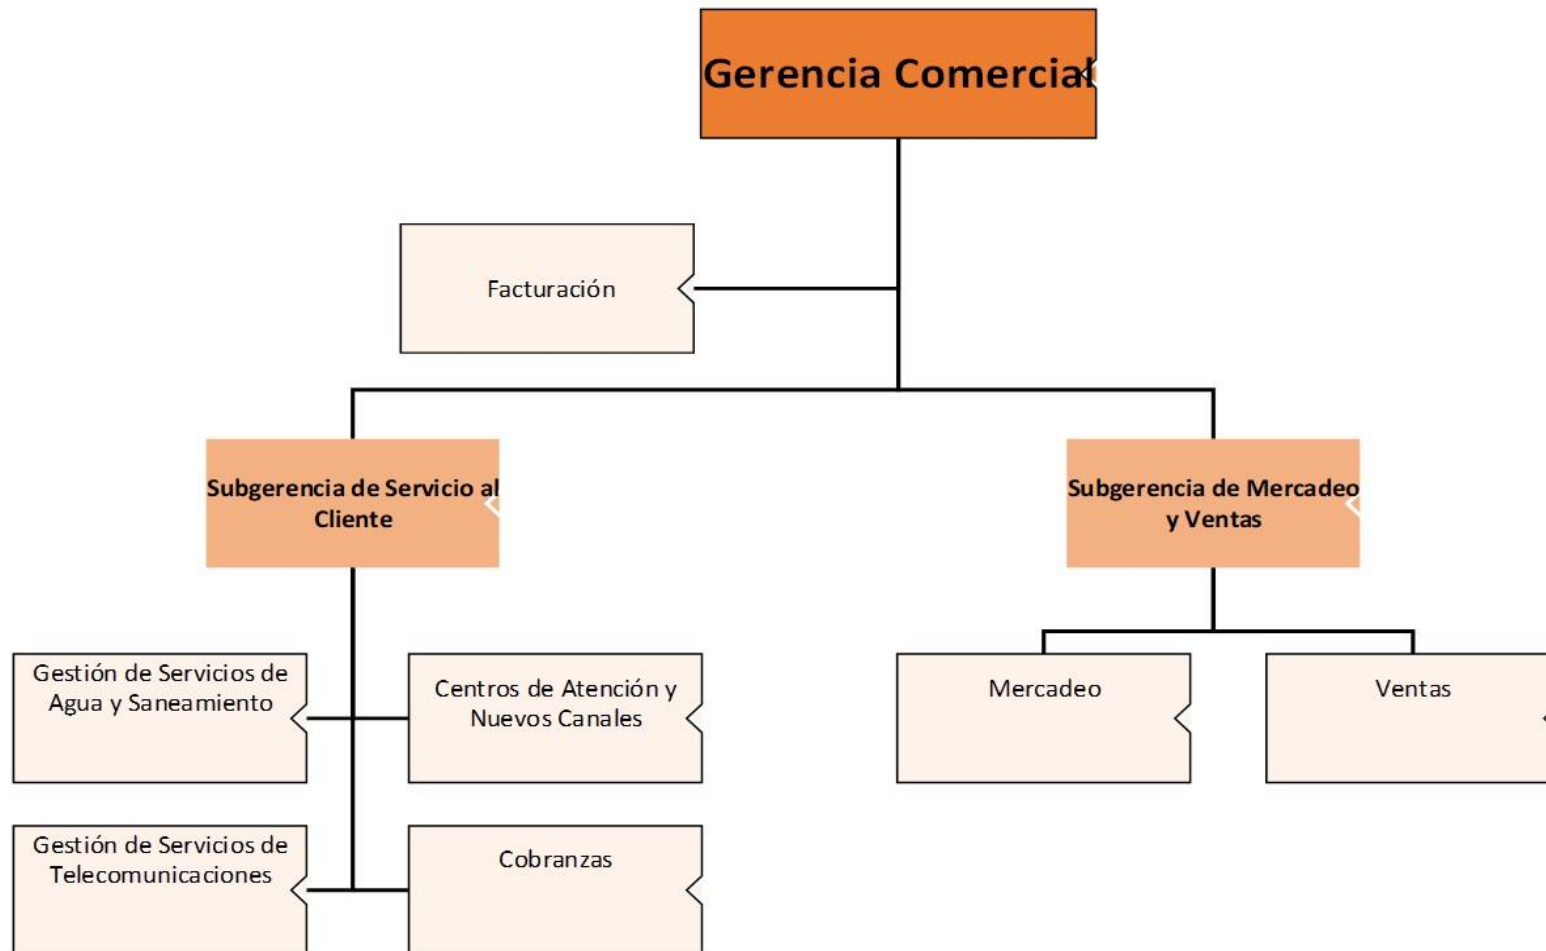 Gerencia Comercial
Facturación
Subgerencia de Servicio al
Cliente
Subgerencia de Mercadeo
y Ventas
Gestión de Servicios de
Agua y Saneamiento
Centros de Atención y
Nuevos Canales
Mercadeo
Ventas
Gestión de Servicios de
Telecomunicaciones
Cobranzas